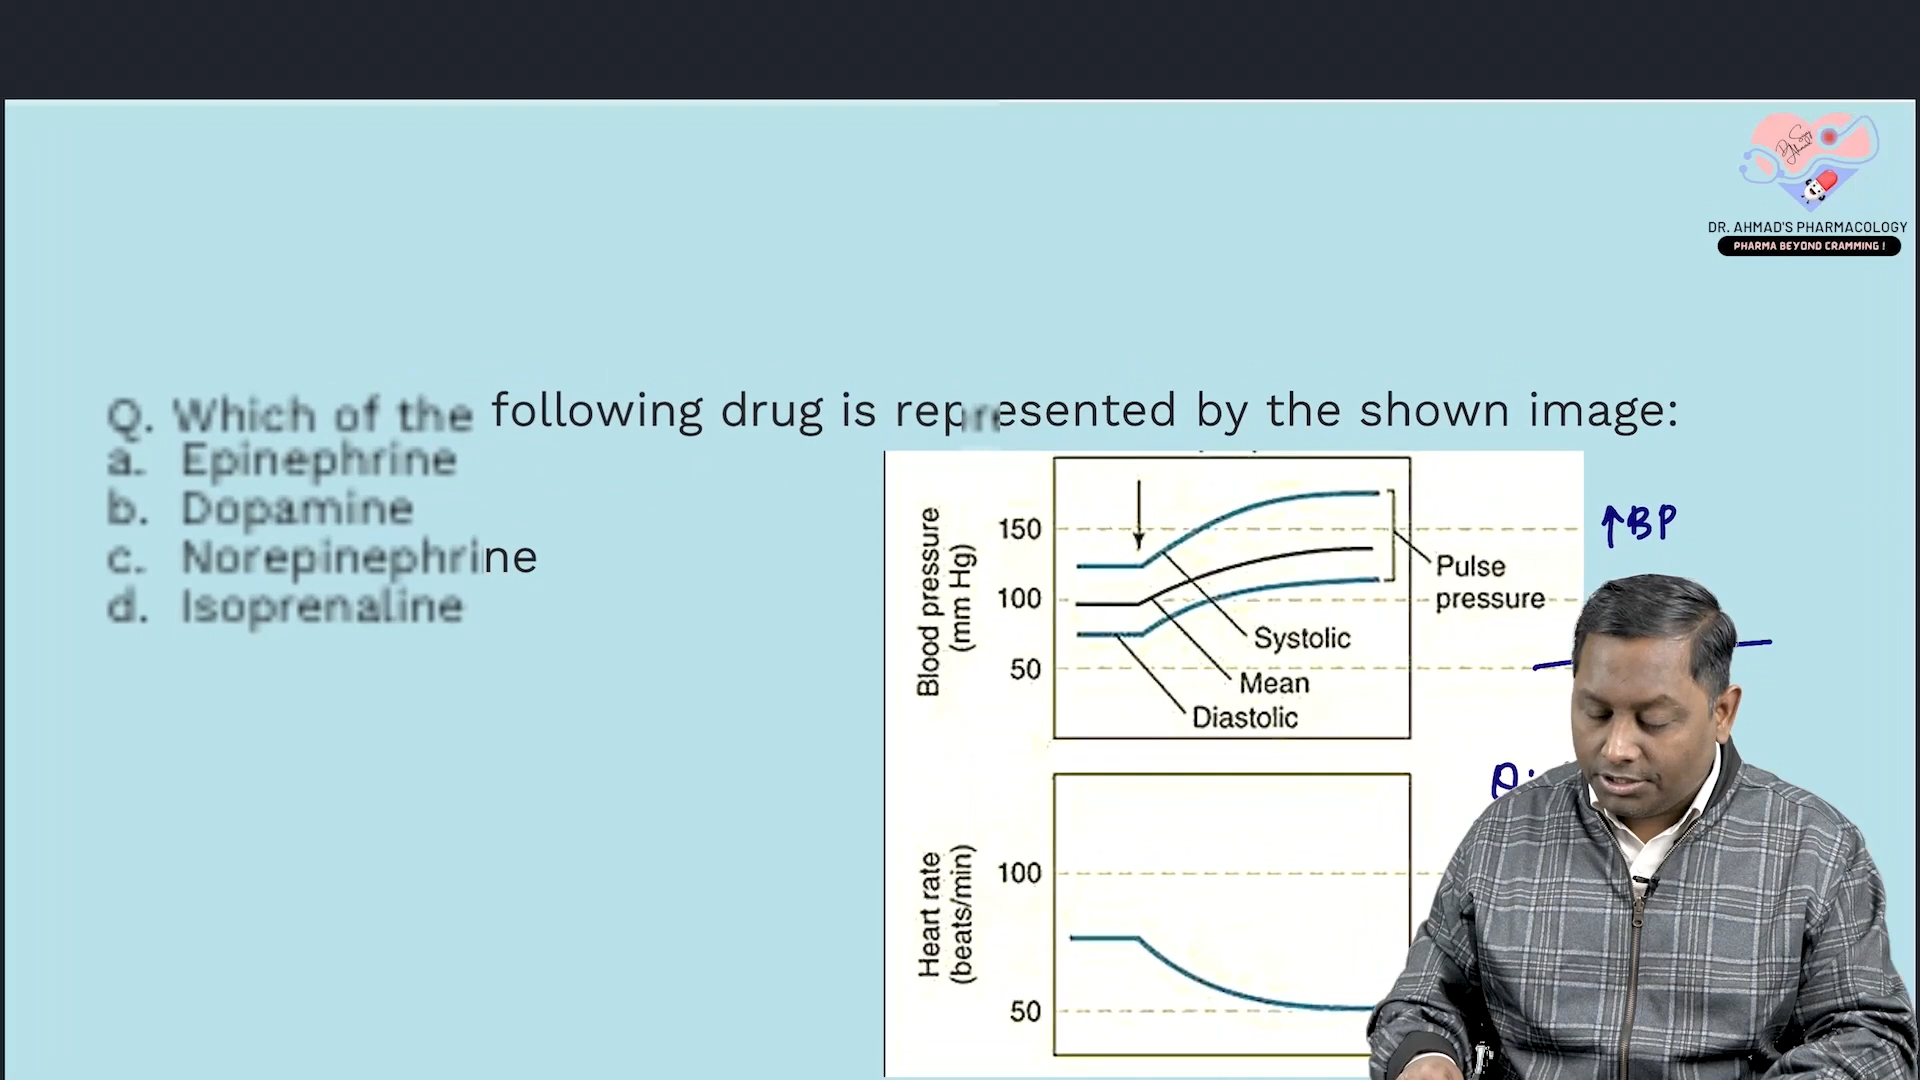 DR. AHMAD'S PHARMACOLOGY
PHARMA BEYOND CRAMMING !
Q. Which of the following drug is represented by the shown image:
a. Epinephrine
b. Dopamine
c. Norepinephrine
d. Isoprenaline
Blood pressure
(mm Hg)
150
100
50
Systolic
Mean
Diastolic
Pulse
pressure
↑BP
Heart rate
(beats/min)
100
50